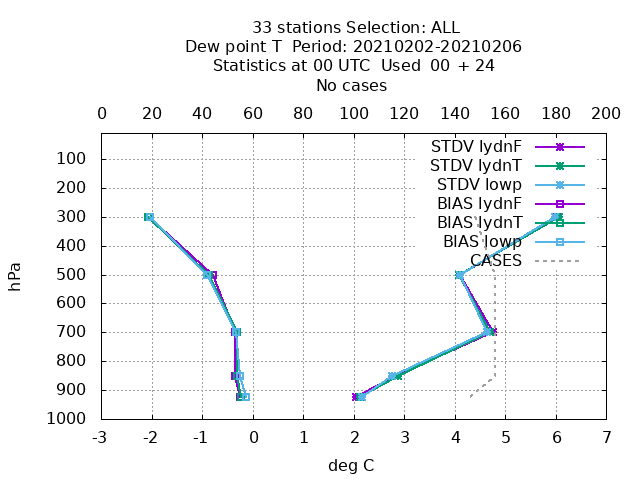 33 stations Selection: ALL
Dew point T  Period: 20210202-20210206
Statistics at 00 UTC  Used  00 + 24
No cases
0 20 40 60 80 100 120 140 160 180 200
STDV lydnF
STDV lydnT
STDV lowp
BIAS lydnF
BIAS lydnT
BIAS lowp
CASES
100
200
300
400
500
600
700
800
900
1000
hPa
-3 -2 -1 0 1 2 3 4 5 6 7
deg C